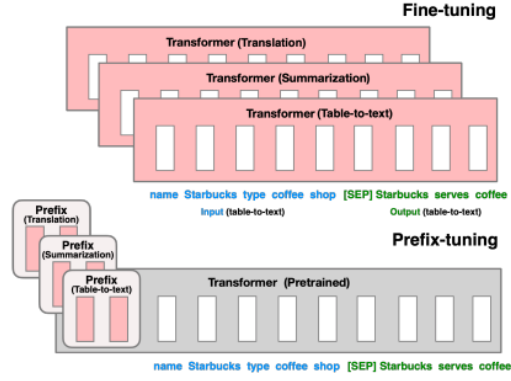 Fine-tuning
Transformer (Translation)
Transformer (Summarization)
Transformer (Table-to-text)
name Starbucks type coffee shop [SEP] Starbucks serves coffee
Input (table-to-text) Output (table-to-text)
Prefix-tuning
Prefix
(Translation)
Prefix
(Summarization)
Prefix
(Table-to-text)
Transformer (Pretrained)
name Starbucks type coffee shop [SEP] Starbucks serves coffee